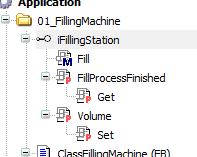 Application
01_FillingMachine
iFillingStation
Fill
FillProcessFinished
Get
Volume
Set
ClassFillingMachine (FB)